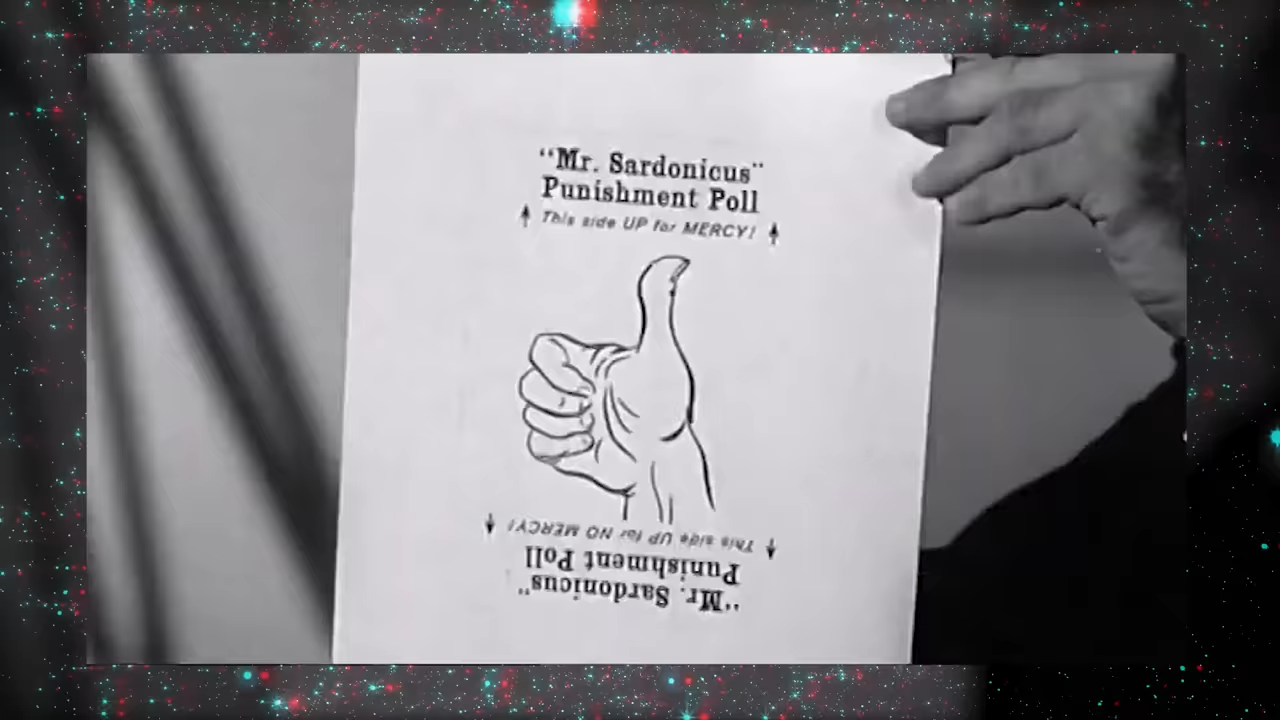 “Mr. Sardonicus”
Punishment Poll
This side UP for MERCY!
This side UP for NO MERCY!
Punishment Poll
“Mr. Sardonicus”